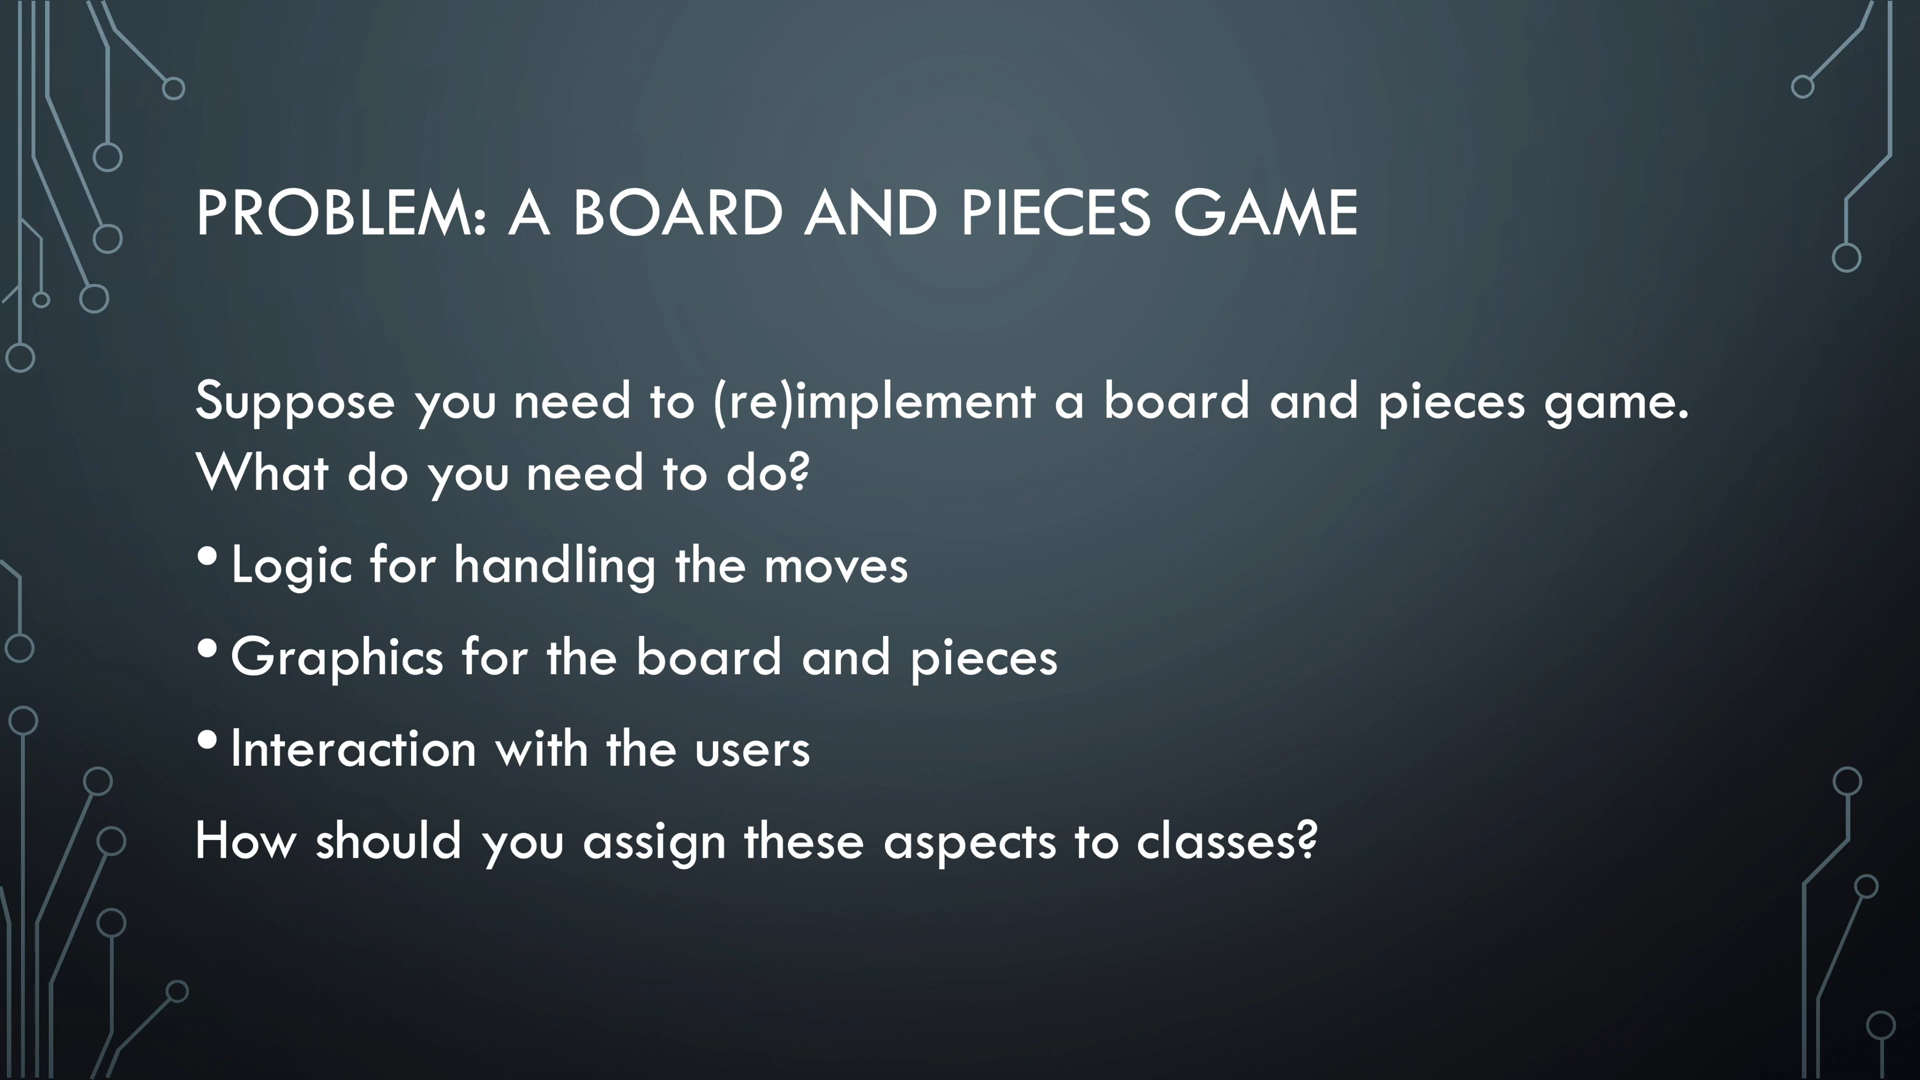 PROBLEM: A BOARD AND PIECES GAME
Suppose you need to (re)implement a board and pieces game.
What do you need to do?
• Logic for handling the moves
• Graphics for the board and pieces
• Interaction with the users
How should you assign these aspects to classes?